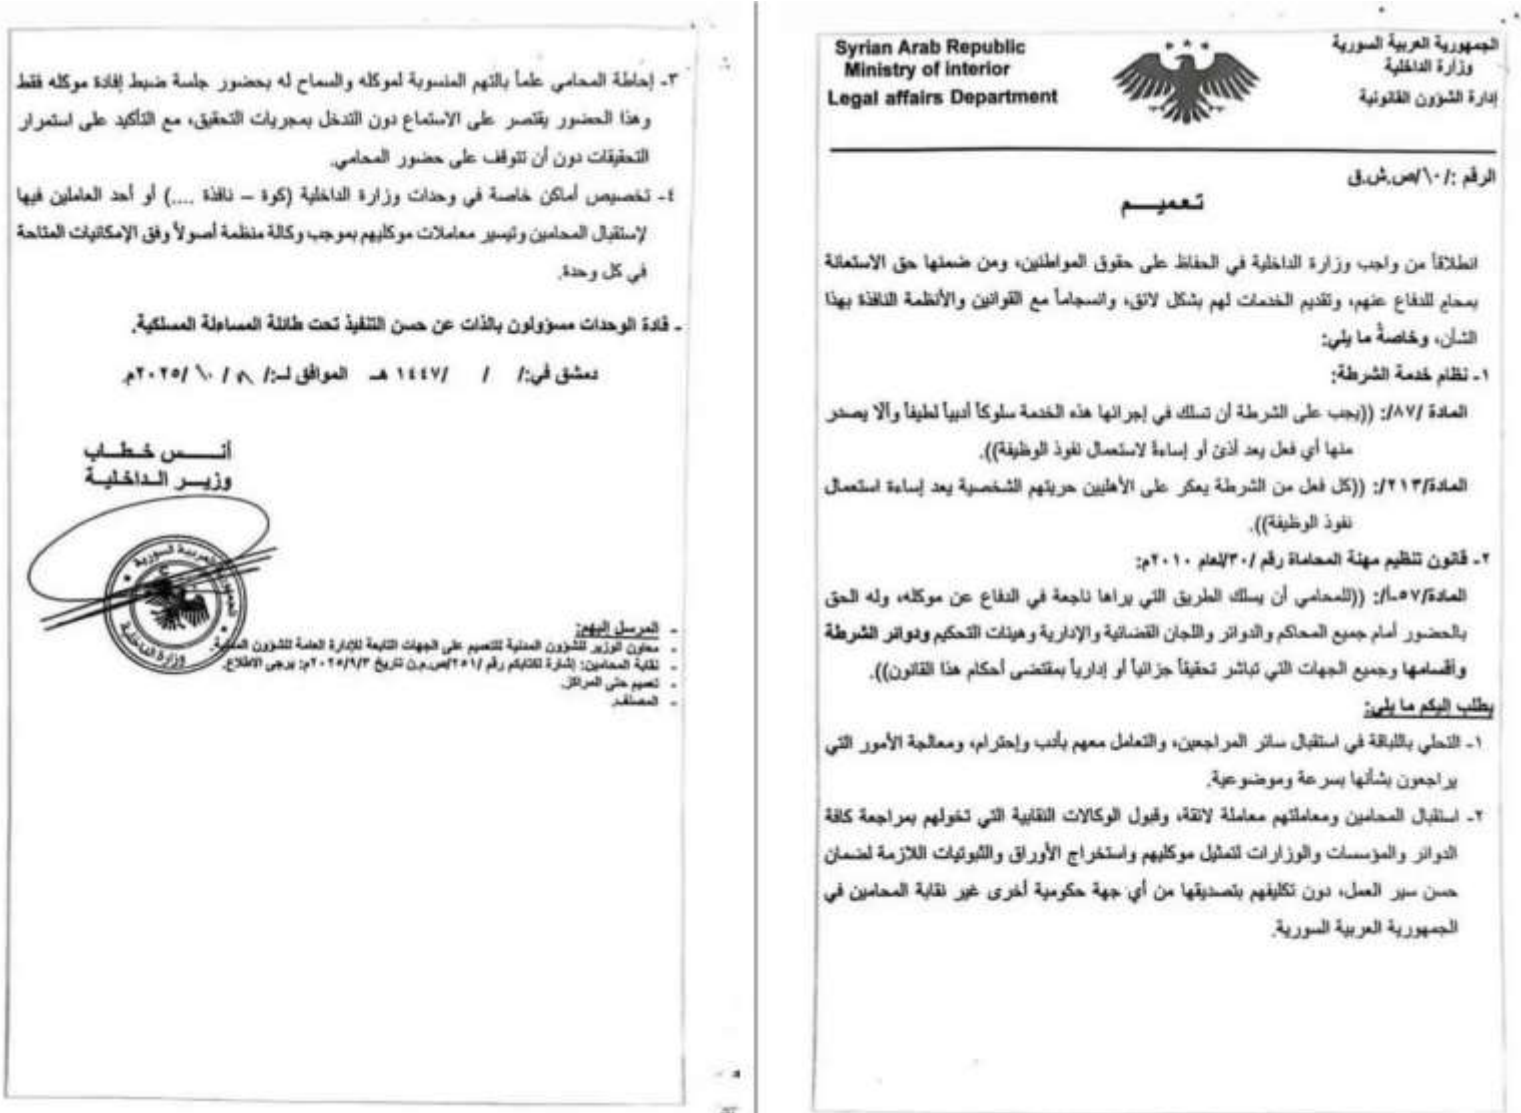 Syrian Arab Republic
Ministry of interior
Legal affairs Department
الجمهورية العربية السورية
وزارة الداخلية
إدارة الشؤون القانونية
الرقم :/١٠/ص.ش.ق
تعميـــم
انطلاقاً من واجب وزارة الداخلية في الحفاظ على حقوق المواطنين، ومن ضمنها حق الاستعانة
بمحامٍ للدفاع عنهم، وتقديم الخدمات لهم بشكل لائق، وانسجاماً مع القوانين والأنظمة النافذة بهذا
الشأن، وخاصةً ما يلي:
١- نظام خدمة الشرطة:
المادة /٨٧/: ((يجب على الشرطة أن تسلك في إجرائها هذه الخدمة سلوكاً أدبياً لطيفاً وألا يصدر
منها أي فعل يعد أذىً أو إساءة لاستعمال نفوذ الوظيفة)).
المادة/٢١٣/: ((كل فعل من الشرطة يعكر على الأهليين حريتهم الشخصية يعد إساءة استعمال
نفوذ الوظيفة)).
٢- قانون تنظيم مهنة المحاماة رقم /٣٠/لعام ٢٠١٠م:
المادة/٥٧-أ/: ((للمحامي أن يسلك الطريق التي يراها ناجعة في الدفاع عن موكله، وله الحق
بالحضور أمام جميع المحاكم والدوائر واللجان القضائية والإدارية وهيئات التحكيم ودوائر الشرطة
وأقسامها وجميع الجهات التي تباشر تحقيقاً جزائياً أو إدارياً بمقتضى أحكام هذا القانون)).
يطلب إليكم ما يلي:
١- التحلي باللباقة في استقبال سائر المراجعين، والتعامل معهم بأدب وإحترام، ومعالجة الأمور التي
يراجعون بشأنها بسرعة وموضوعية.
٢- استقبال المحامين ومعاملتهم معاملة لائقة، وقبول الوكالات النقابية التي تخولهم بمراجعة كافة
الدوائر والمؤسسات والوزارات لتمثيل موكليهم واستخراج الأوراق والثبوتيات اللازمة لضمان
حسن سير العمل، دون تكليفهم بتصديقها من أي جهة حكومية أخرى غير نقابة المحامين في
الجمهورية العربية السورية.
٣- إحاطة المحامي علماً بالتهم المنسوبة لموكله والسماح له بحضور جلسة ضبط إفادة موكله فقط
وهذا الحضور يقتصر على الاستماع دون التدخل بمجريات التحقيق، مع التأكيد على استمرار
التحقيقات دون أن تتوقف على حضور المحامي.
٤- تخصيص أماكن خاصة في وحدات وزارة الداخلية (كوة – نافذة ....) أو أحد العاملين فيها
لإستقبال المحامين وتيسير معاملات موكليهم بموجب وكالة منظمة أصولاً وفق الإمكانيات المتاحة
في كل وحدة.
- قادة الوحدات مسؤولون بالذات عن حسن التنفيذ تحت طائلة المساءلة المسلكية.
دمشق في:/ / /١٤٤٧ هـ الموافق لـ:/ ٨ / ١٠ /٢٠٢٥م
أنـــس خطـــاب
وزيـــر الـداخليـة
الجمهورية العربية السورية
وزارة الداخلية
- المرسل إليهم:
- معاون الوزير للشؤون المدنية للتعميم على الجهات التابعة للإدارة العامة للشؤون المدنية.
- نقابة المحامين: إشارة لكتابكم رقم /٢٥١/ص.م.ن تاريخ ٢٠٢٥/٩/٣م: يرجى الاطلاع.
- تعميم حتى المراكز.
- المصنف.